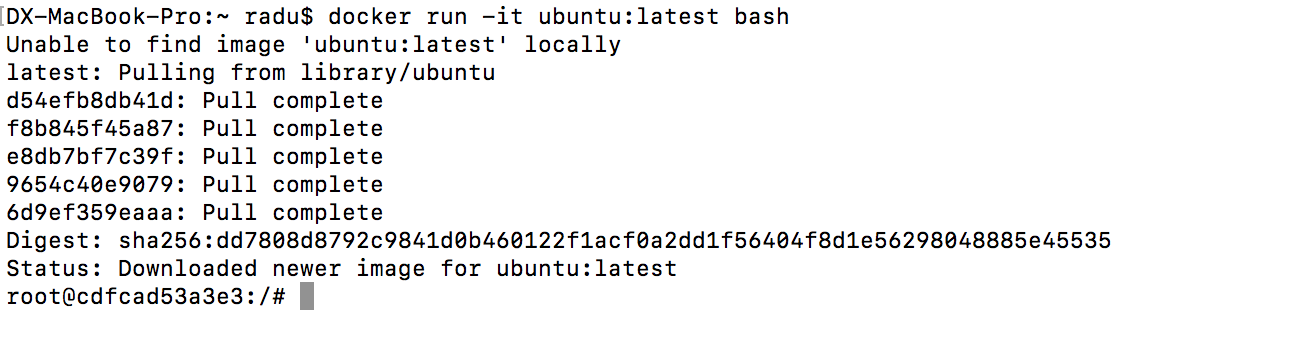 [DX-MacBook-Pro:~ radu$ docker run -it ubuntu:latest bash
Unable to find image 'ubuntu:latest' locally
latest: Pulling from library/ubuntu
d54efb8db41d: Pull complete
f8b845f45a87: Pull complete
e8db7bf7c39f: Pull complete
9654c40e9079: Pull complete
6d9ef359eaaa: Pull complete
Digest: sha256:dd7808d8792c9841d0b460122f1acf0a2dd1f56404f8d1e56298048885e45535
Status: Downloaded newer image for ubuntu:latest
root@cdfcad53a3e3:/#